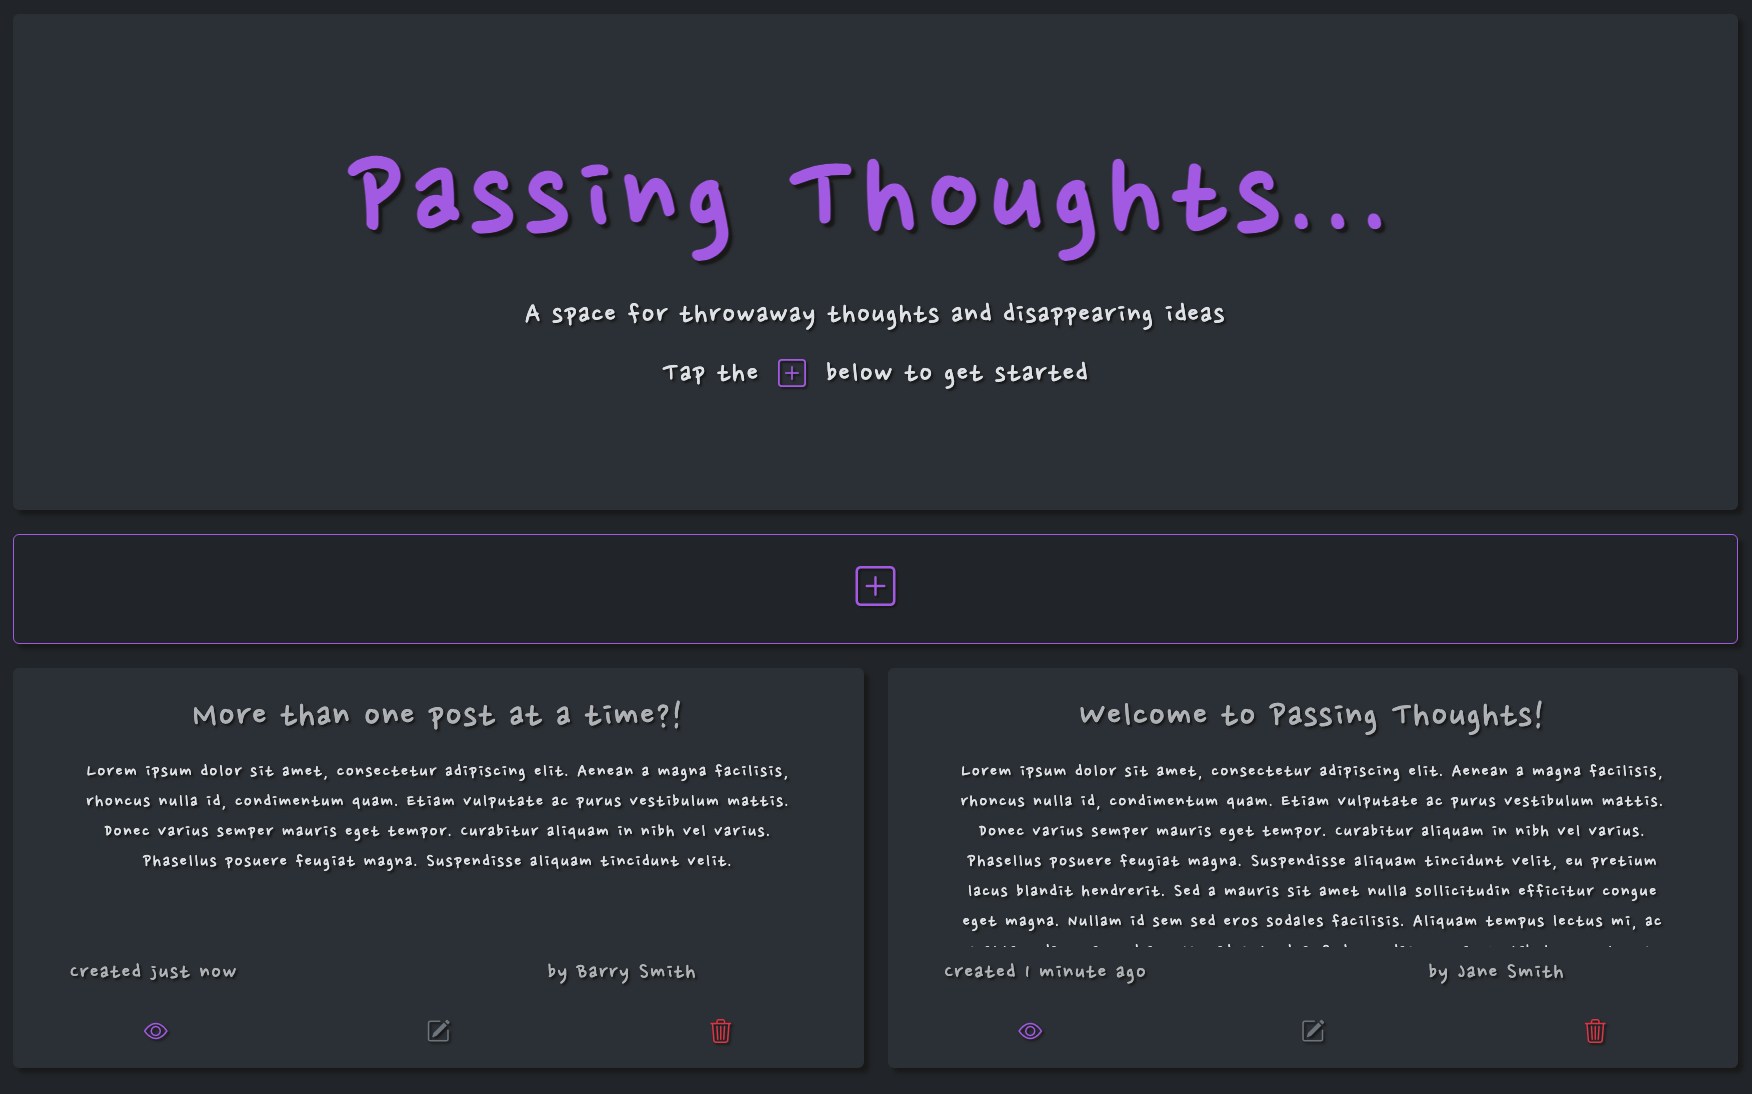 Passing Thoughts...
A space for throwaway thoughts and disappearing ideas
Tap the below to get started
More than one post at a time?!
Lorem ipsum dolor sit amet, consectetur adipiscing elit. Aenean a magna facilisis,
rhoncus nulla id, condimentum quam. Etiam vulputate ac purus vestibulum mattis.
Donec varius semper mauris eget tempor. Curabitur aliquam in nibh vel varius.
Phasellus posuere feugiat magna. Suspendisse aliquam tincidunt velit.
created just now
by Barry Smith
Welcome to Passing Thoughts!
Lorem ipsum dolor sit amet, consectetur adipiscing elit. Aenean a magna facilisis,
rhoncus nulla id, condimentum quam. Etiam vulputate ac purus vestibulum mattis.
Donec varius semper mauris eget tempor. Curabitur aliquam in nibh vel varius.
Phasellus posuere feugiat magna. Suspendisse aliquam tincidunt velit, eu pretium
lacus blandit hendrerit. Sed a mauris sit amet nulla sollicitudin efficitur congue
eget magna. Nullam id sem sed eros sodales facilisis. Aliquam tempus lectus mi, ac
created 1 minute ago
by Jane Smith